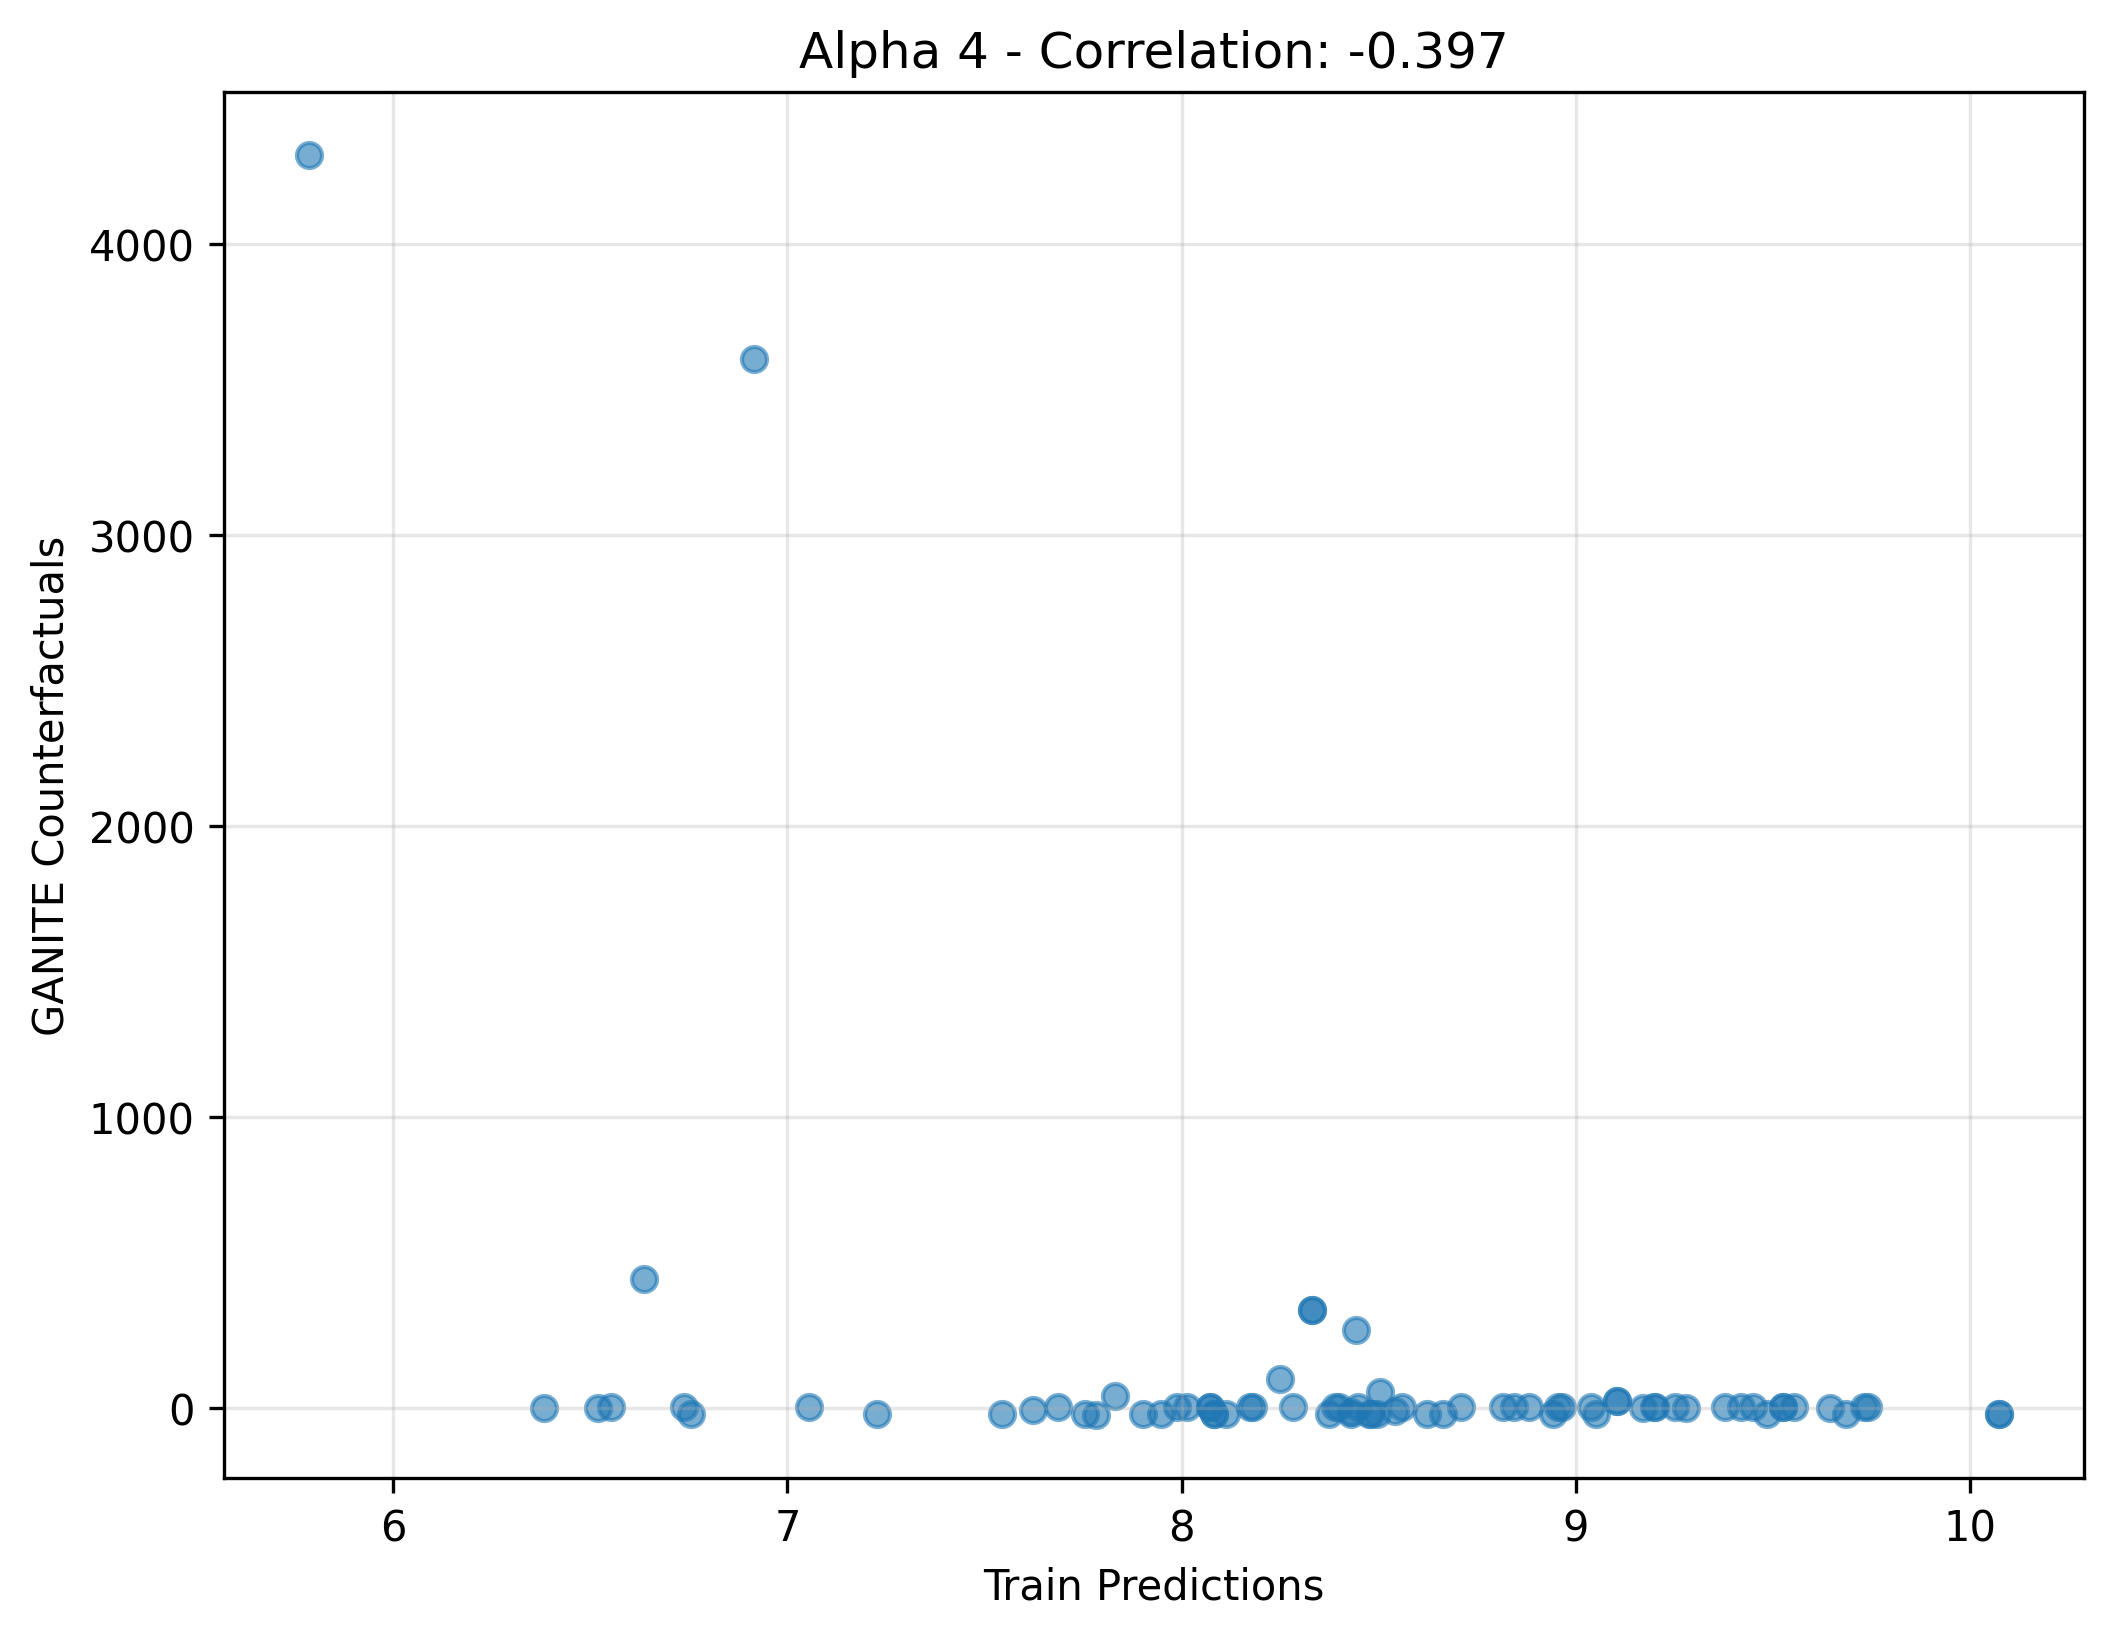 Alpha 4 - Correlation: -0.397
GANITE Counterfactuals
4000
3000
2000
1000
0
6 7 8 9 10
Train Predictions